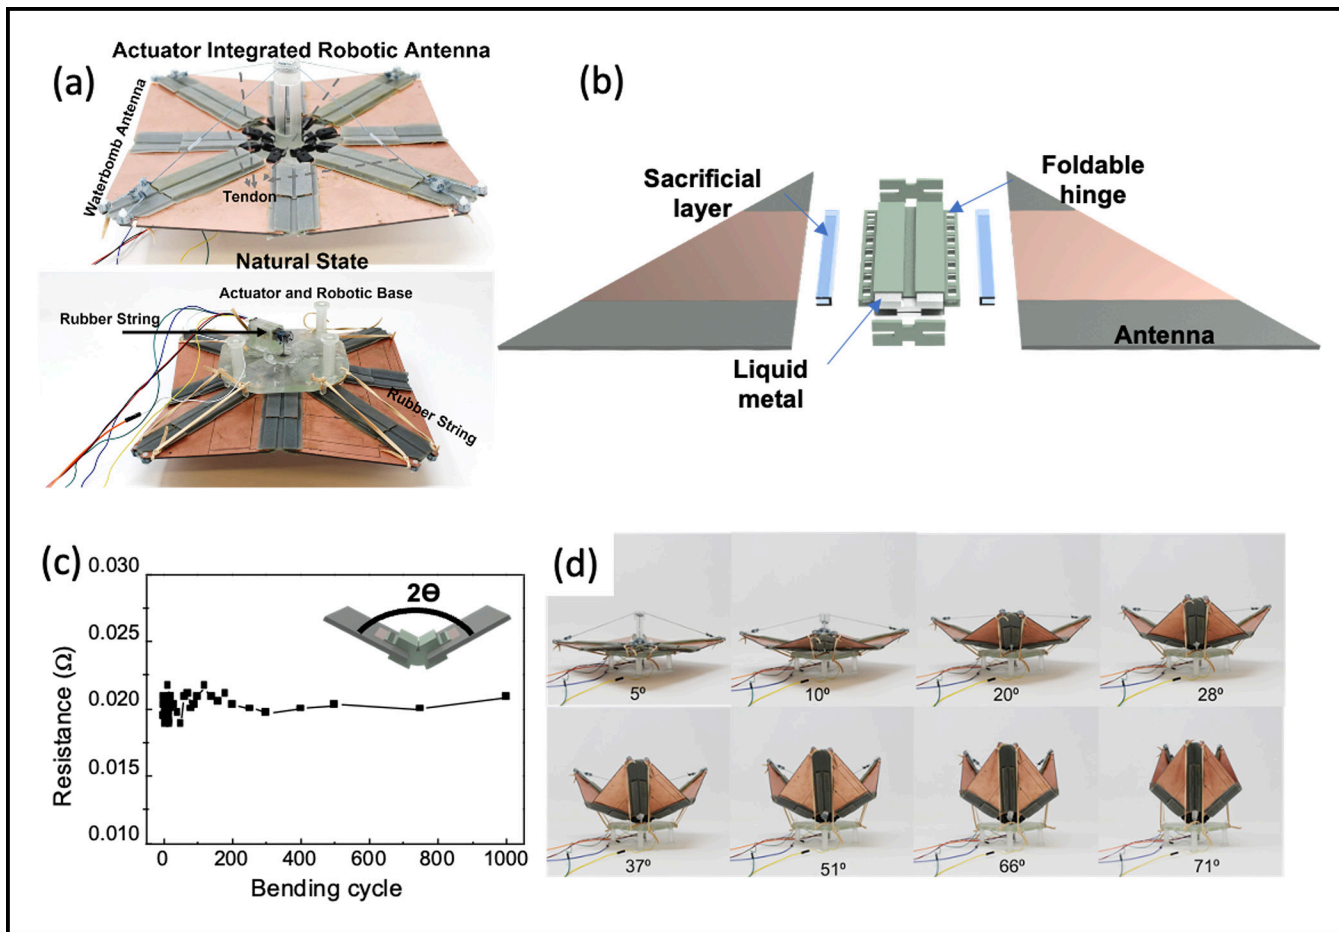 (a)
Actuator Integrated Robotic Antenna
Waterbomb Antenna
Tendon
Natural State
Actuator and Robotic Base
Rubber String
Rubber String
(b)
Sacrificial
layer
Foldable
hinge
Liquid
metal
Antenna
(c)
2Θ
Resistance (Ω)
0.030
0.025
0.020
0.015
0.010
0
200
400
600
800
1000
Bending cycle
(d)
5º
10º
20º
28º
37º
51º
66º
71º